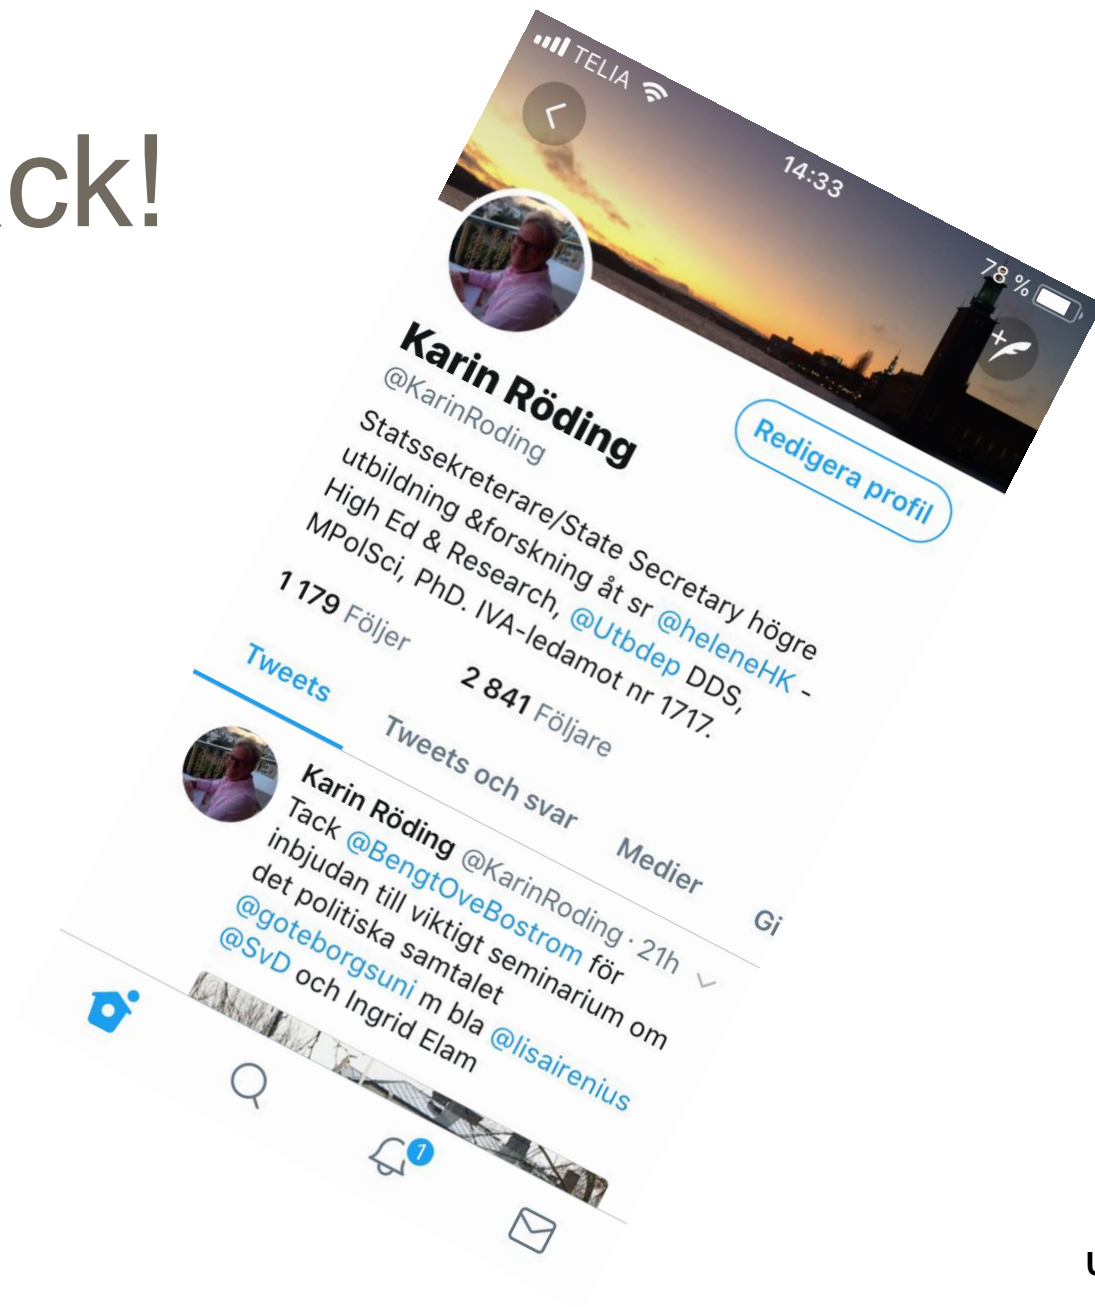 ck!
TELIA
14:33
78 %
Karin Röding
@KarinRoding
Redigera profil
Statssekreterare/State Secretary högre
utbildning &forskning åt sr @heleneHK -
High Ed & Research, @Utbdep DDS,
MPolSci, PhD. IVA-ledamot nr 1717.
1 179 Följer 2 841 Följare
Tweets Tweets och svar Medier Gi
Karin Röding @KarinRoding · 21h
Tack @BengtOveBostrom för
inbjudan till viktigt seminarium om
det politiska samtalet
@goteborgsuni m bla @lisairenius
@SvD och Ingrid Elam
1